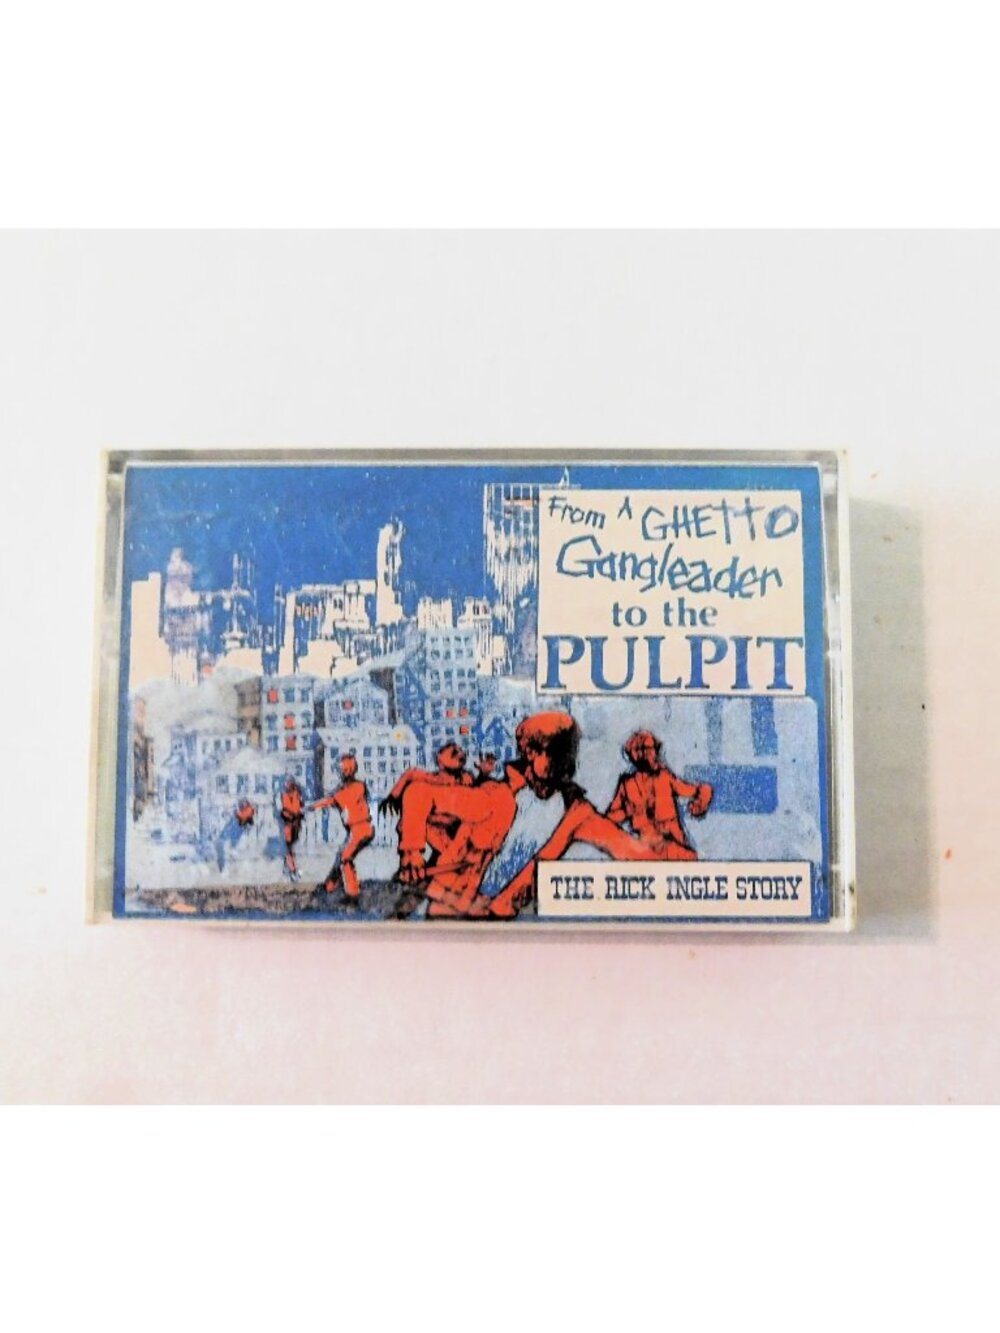 From A GHETTO
Gangleader
to the
PULPIT
THE RICK INGLE STORY